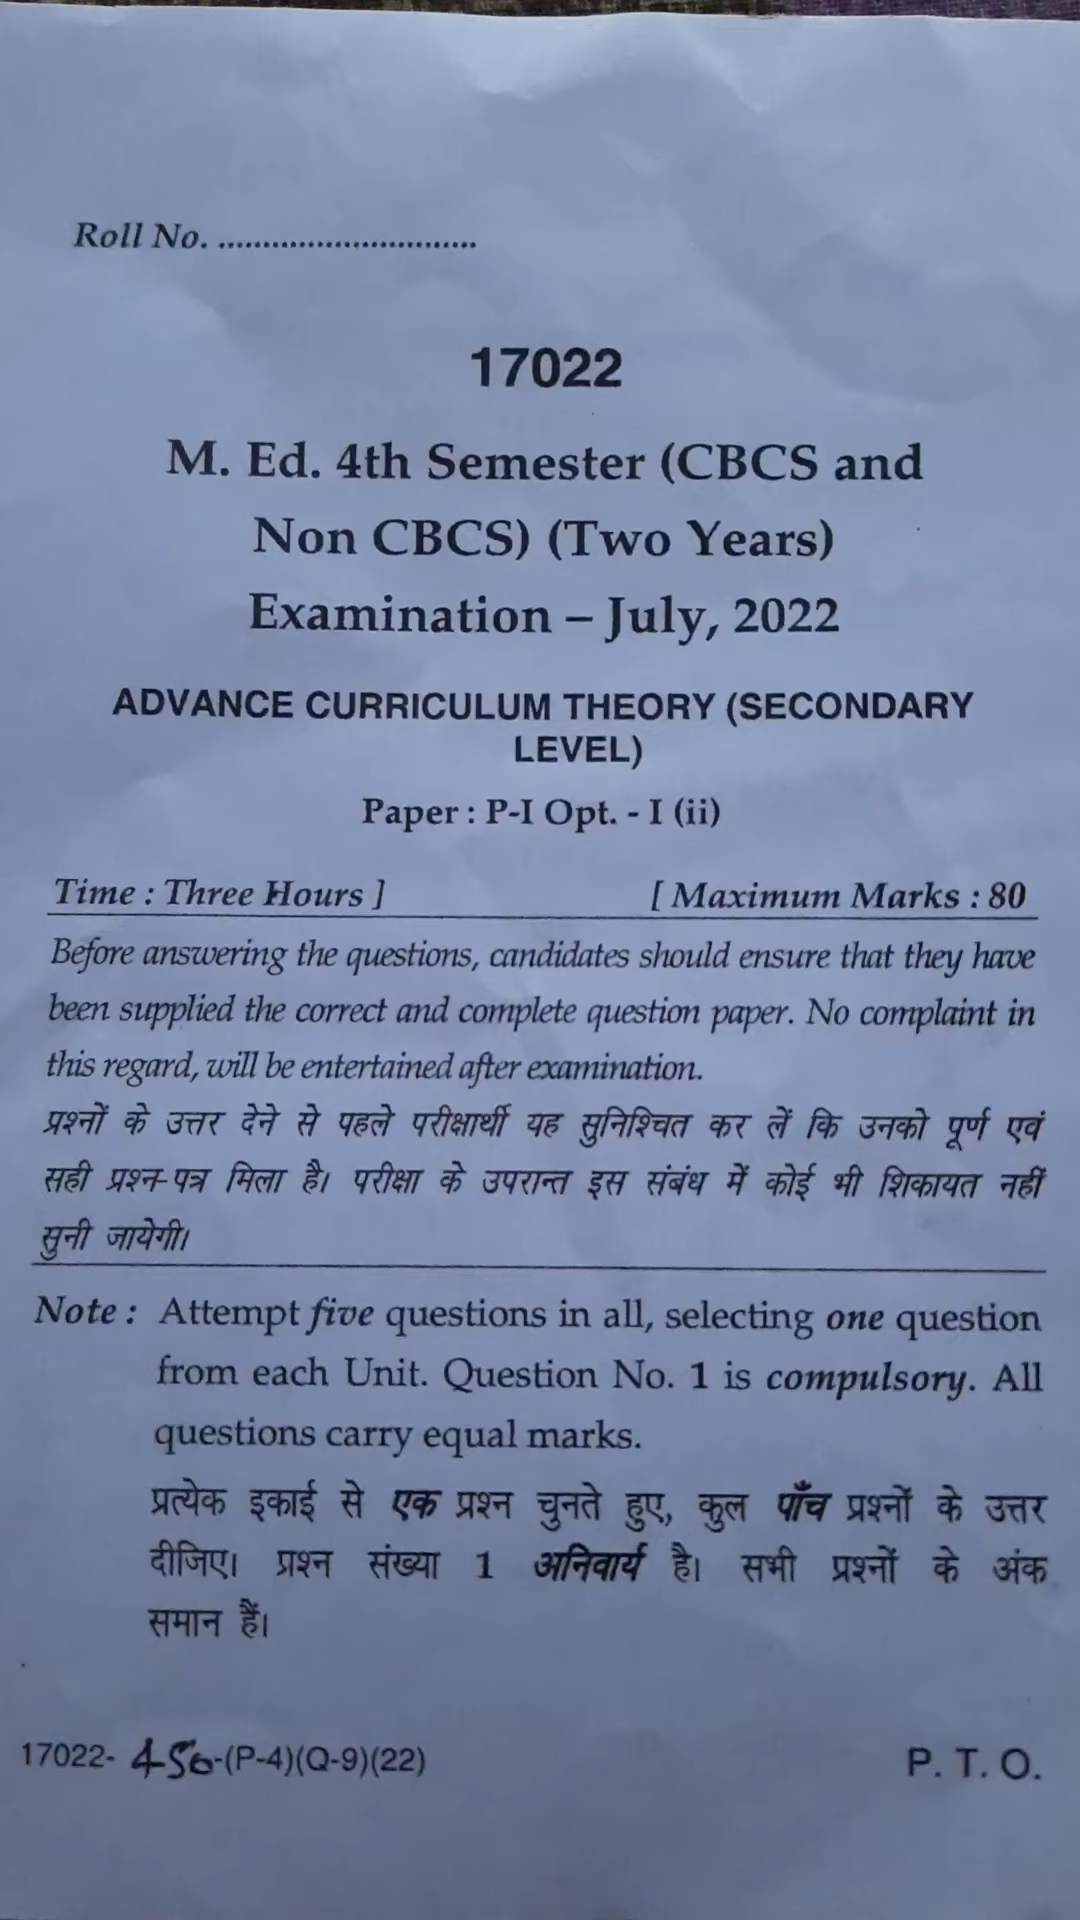 Roll No. .............................
17022
M. Ed. 4th Semester (CBCS and
Non CBCS) (Two Years)
Examination – July, 2022
ADVANCE CURRICULUM THEORY (SECONDARY
LEVEL)
Paper : P-I Opt. - I (ii)
Time : Three Hours ] [ Maximum Marks : 80
Before answering the questions, candidates should ensure that they have
been supplied the correct and complete question paper. No complaint in
this regard, will be entertained after examination.
प्रश्नों के उत्तर देने से पहले परीक्षार्थी यह सुनिश्चित कर लें कि उनको पूर्ण एवं
सही प्रश्न-पत्र मिला है। परीक्षा के उपरान्त इस संबंध में कोई भी शिकायत नहीं
सुनी जायेगी।
Note : Attempt five questions in all, selecting one question
from each Unit. Question No. 1 is compulsory. All
questions carry equal marks.
प्रत्येक इकाई से एक प्रश्न चुनते हुए, कुल पाँच प्रश्नों के उत्तर
दीजिए। प्रश्न संख्या 1 अनिवार्य है। सभी प्रश्नों के अंक
समान हैं।
17022- 450-(P-4)(Q-9)(22) P. T. O.